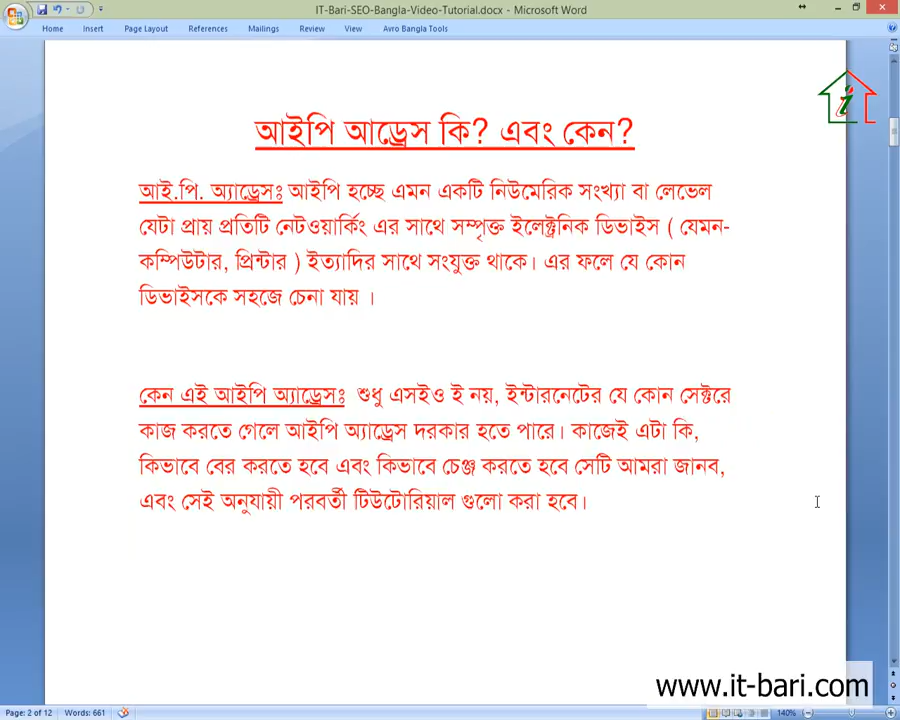 IT-Bari-SEO-Bangla-Video-Tutorial.docx - Microsoft Word
Home Insert Page Layout References Mailings Review View Avro Bangla Tools
আইপি আড্রেস কি? এবং কেন?
আই.পি. অ্যাড্রেসঃ আইপি হচ্ছে এমন একটি নিউমেরিক সংখ্যা বা লেভেল
যেটা প্রায় প্রতিটি নেটওয়ার্কিং এর সাথে সম্পৃক্ত ইলেক্ট্রনিক ডিভাইস ( যেমন-
কম্পিউটার, প্রিন্টার ) ইত্যাদির সাথে সংযুক্ত থাকে। এর ফলে যে কোন
ডিভাইসকে সহজে চেনা যায় ।
কেন এই আইপি অ্যাড্রেসঃ শুধু এসইও ই নয়, ইন্টারনেটের যে কোন সেক্টরে
কাজ করতে গেলে আইপি অ্যাড্রেস দরকার হতে পারে। কাজেই এটা কি,
কিভাবে বের করতে হবে এবং কিভাবে চেঞ্জ করতে হবে সেটি আমরা জানব,
এবং সেই অনুযায়ী পরবর্তী টিউটোরিয়াল গুলো করা হবে।
www.it-bari.com
Page: 2 of 12 Words: 661 140%